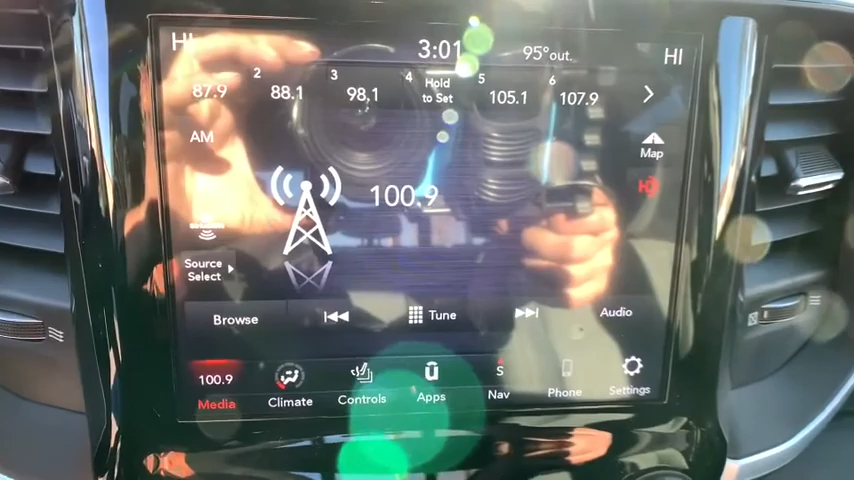 HI
3:01
95°out.
HI
87.9
2
88.1
3
98.1
4
Hold
to Set
5
105.1
6
107.9
AM
Map
100.9
Source
Select
Browse
Tune
Audio
100.9
Media
Climate
Controls
Apps
S
Nav
Phone
Settings